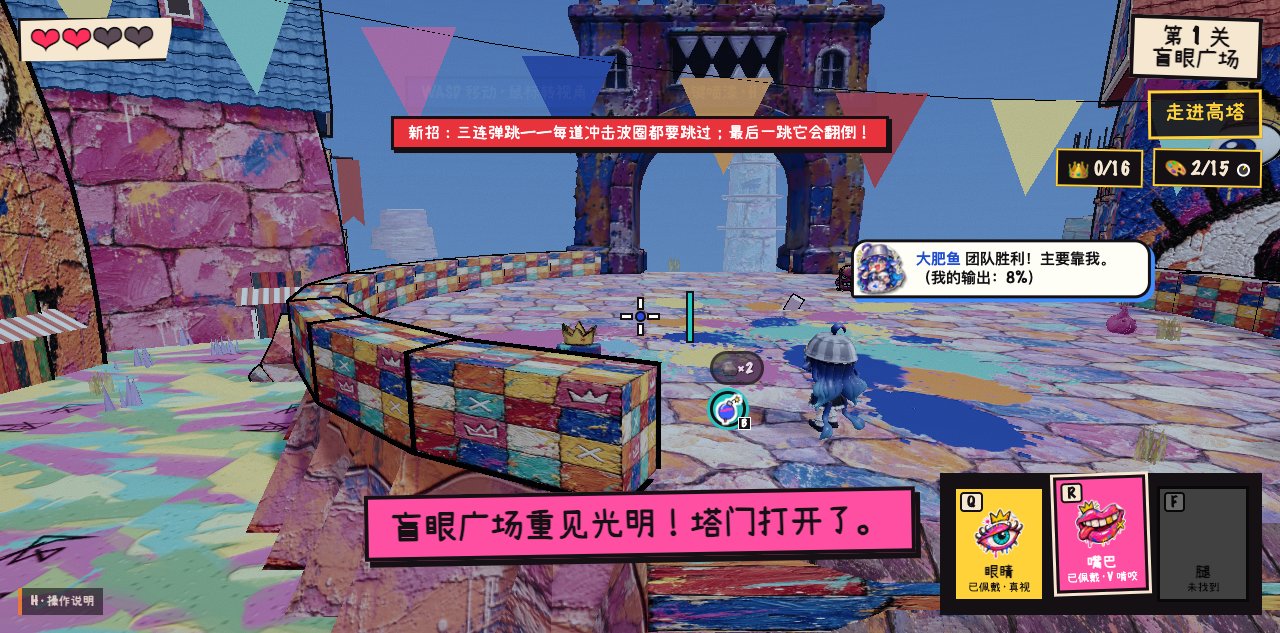 第1关
盲眼广场
走进高塔
新招：三连弹跳——每道冲击波圈都要跳过；最后一跳它会翻倒！
0/16
2/15
大肥鱼 团队胜利！主要靠我。
（我的输出：8%）
×2
盲眼广场重见光明！塔门打开了。
Q
眼睛
已佩戴·真视
R
嘴巴
已佩戴·V 啃咬
F
腿
未找到
H·操作说明